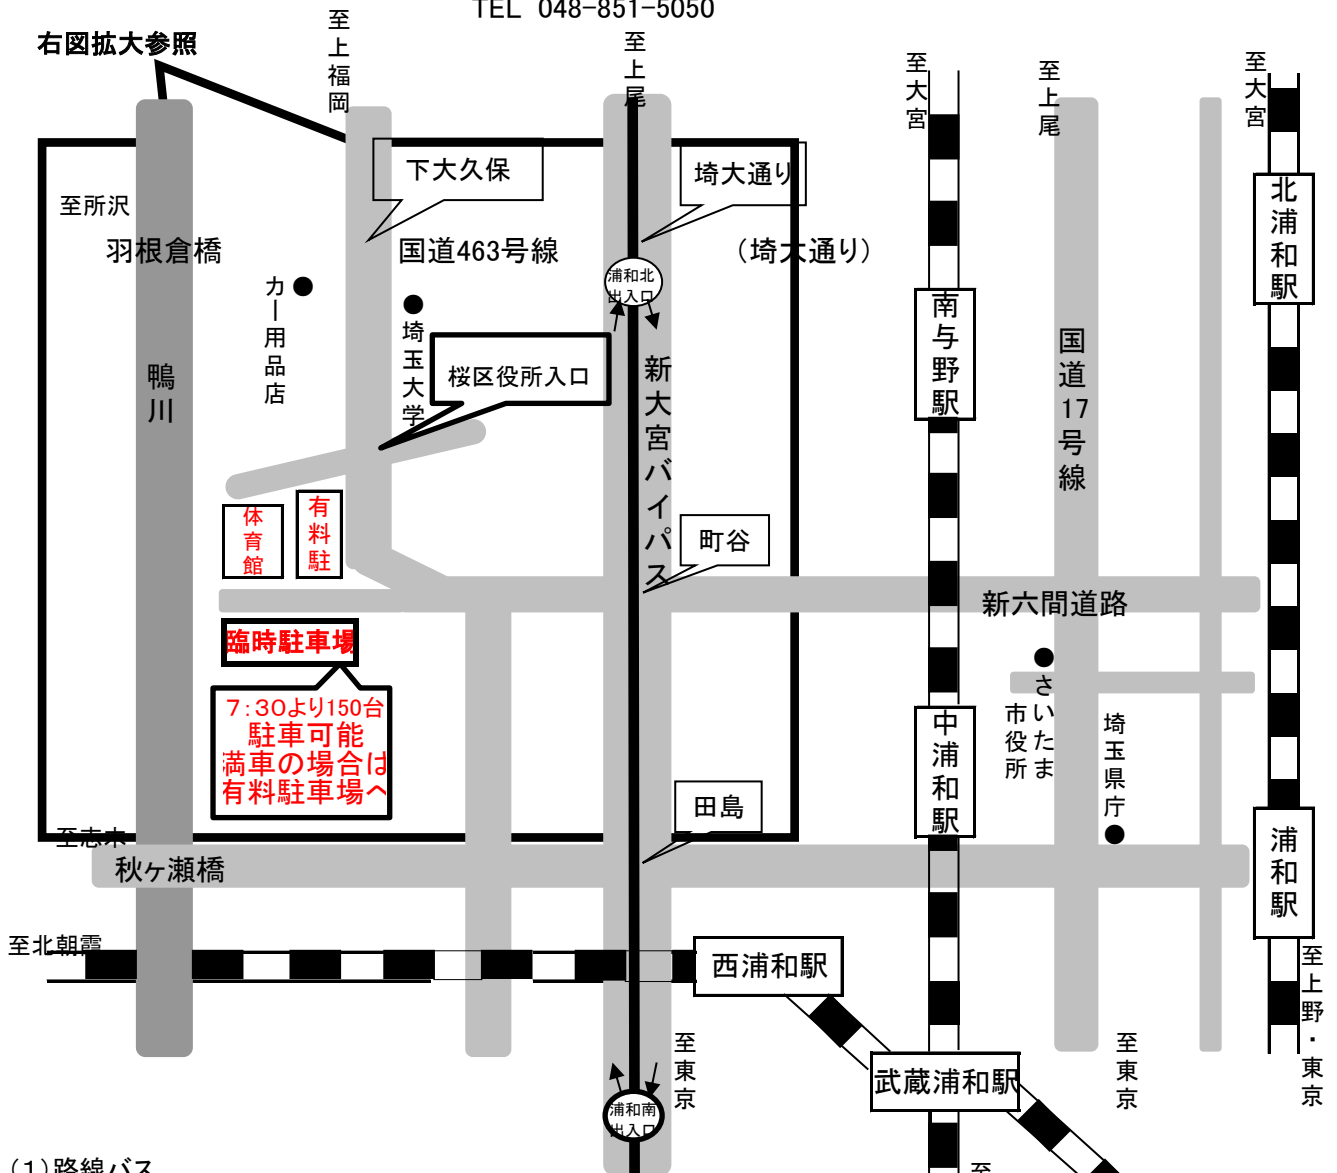 TEL 048-851-5050
右図拡大参照
至上福岡
至上尾
至大宮
至上尾
至大宮
下大久保
埼大通り
至所沢
羽根倉橋
国道463号線
(埼大通り)
北浦和駅
カー用品店
埼玉大学
浦和北
出入口
南与野駅
国道17号線
鴨川
桜区役所入口
新大宮バイパス
体育館
有料駐
町谷
新六間道路
臨時駐車場
7:30より150台
駐車可能
満車の場合は
有料駐車場へ
さいたま
市役所
埼玉県庁
中浦和駅
田島
浦和駅
至志木
秋ヶ瀬橋
至北朝霞
西浦和駅
至上野・東京
至東京
至東京
武蔵浦和駅
浦和南
出入口
(1)路線バス
至